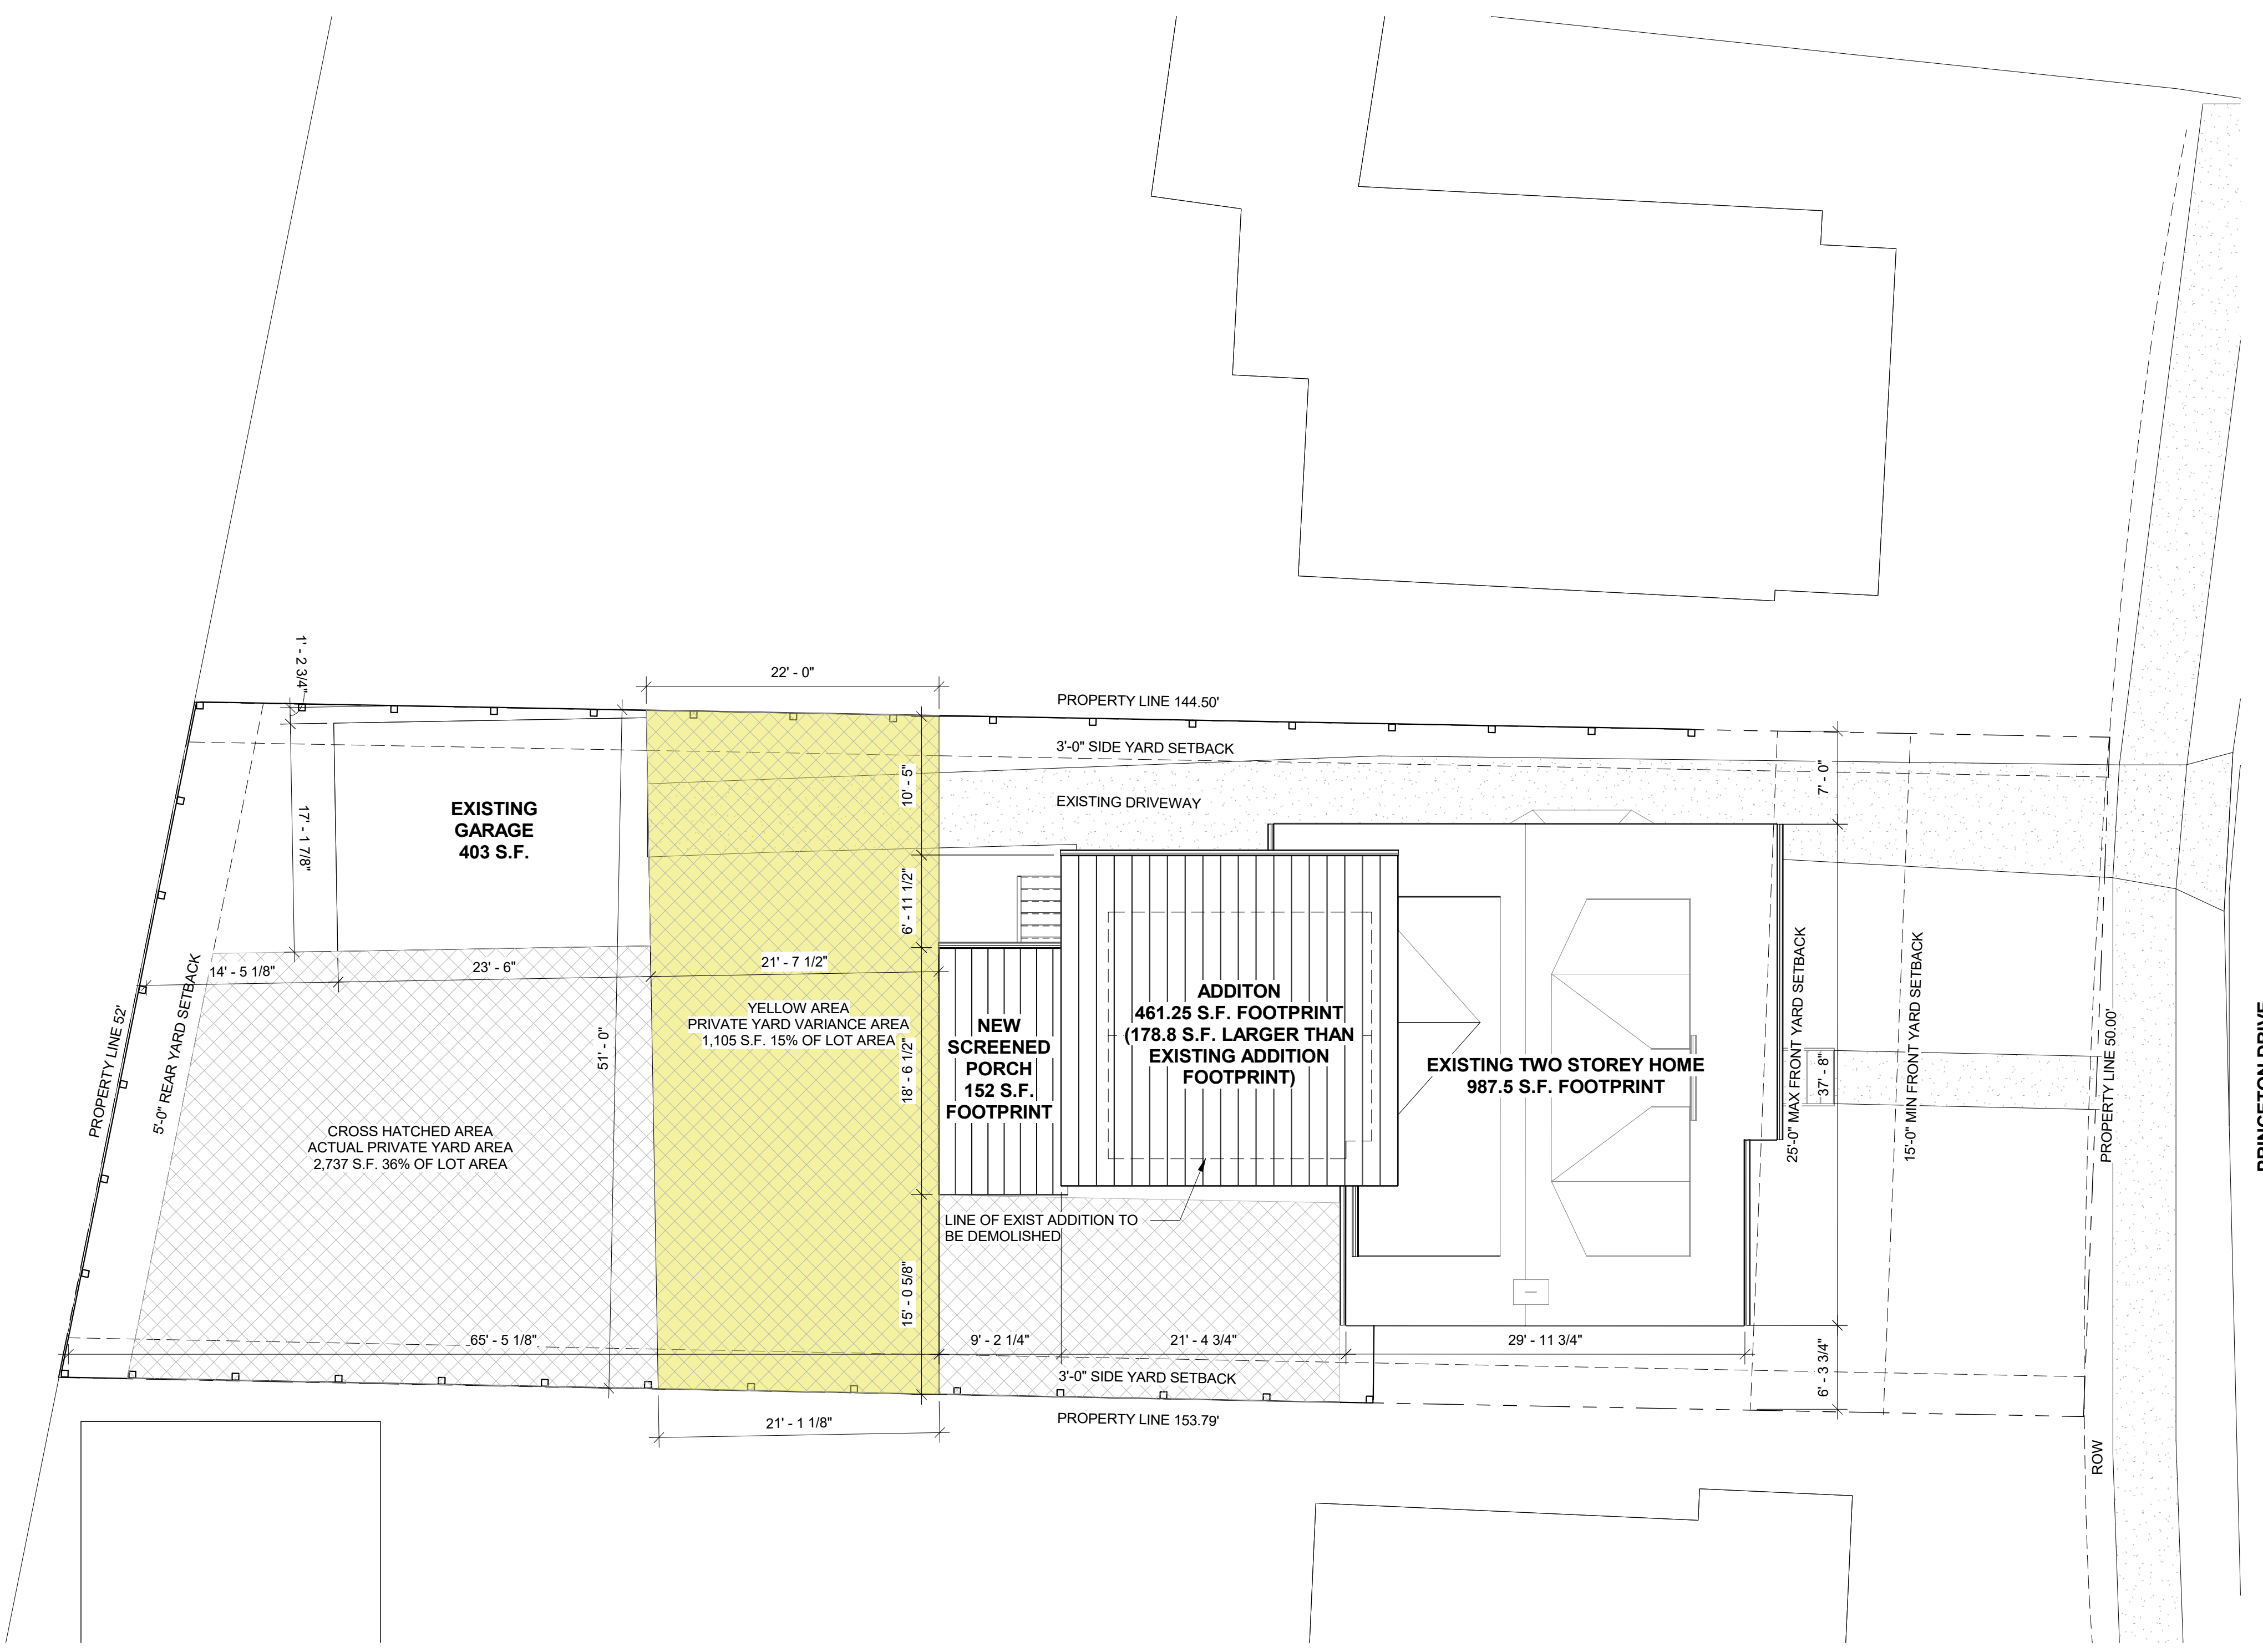 1' - 2 3/4"
22' - 0"
PROPERTY LINE 144.50'
3'-0" SIDE YARD SETBACK
EXISTING DRIVEWAY
10' - 5"
7' - 0"
EXISTING
GARAGE
403 S.F.
17' - 1 7/8"
6' - 11 1/2"
14' - 5 1/8"
23' - 6"
21' - 7 1/2"
51' - 0"
PROPERTY LINE 52'
5'-0" REAR YARD SETBACK
YELLOW AREA
PRIVATE YARD VARIANCE AREA
1,105 S.F. 15% OF LOT AREA
18' - 6 1/2"
NEW
SCREENED
PORCH
152 S.F.
FOOTPRINT
ADDITON
461.25 S.F. FOOTPRINT
(178.8 S.F. LARGER THAN
EXISTING ADDITION
FOOTPRINT)
EXISTING TWO STOREY HOME
987.5 S.F. FOOTPRINT
25'-0" MAX FRONT YARD SETBACK
37' - 8"
15'-0" MIN FRONT YARD SETBACK
PROPERTY LINE 50.00'
PRINCETON DRIVE
CROSS HATCHED AREA
ACTUAL PRIVATE YARD AREA
2,737 S.F. 36% OF LOT AREA
LINE OF EXIST ADDITION TO
BE DEMOLISHED
15' - 0 5/8"
65' - 5 1/8"
9' - 2 1/4"
21' - 4 3/4"
29' - 11 3/4"
6' - 3 3/4"
3'-0" SIDE YARD SETBACK
21' - 1 1/8"
PROPERTY LINE 153.79'
ROW